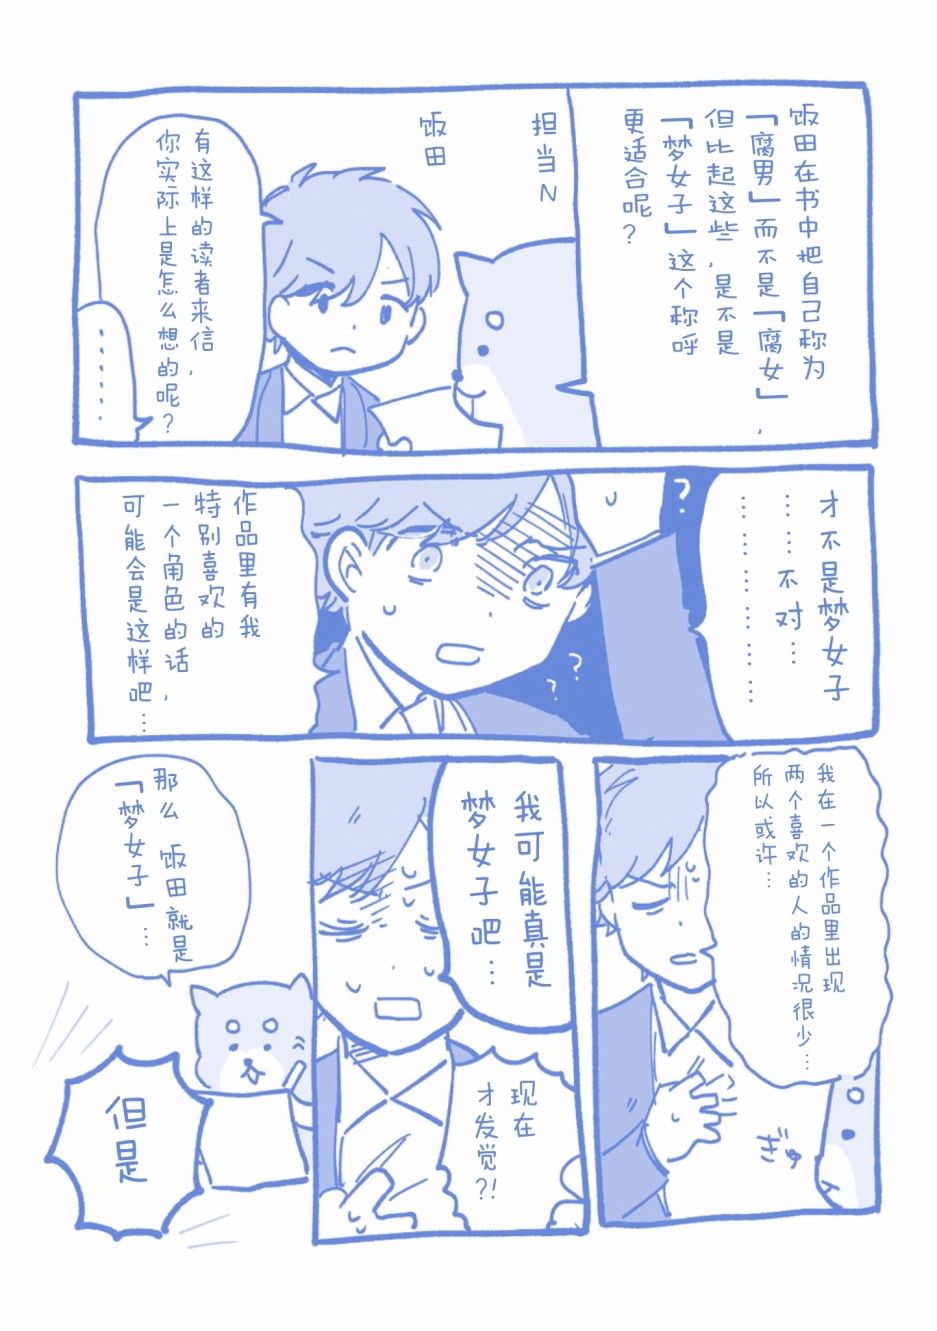 饭田在书中把自己称为
「腐男」而不是「腐女」，
但比起这些，是不是
「梦女子」这个称呼
更适合呢？
担当N
饭田
有这样的读者来信，
你实际上是怎么想的呢？
……
？
才不是梦女子
……不对…
……………
？
？
作品里有我
特别喜欢的
一个角色的话，
可能会是这样吧…
我在一个作品里出现
两个喜欢的人的情况很少…
所以或许…
ぎゅ
我可能真是
梦女子吧…
现在
才发觉?!
那么 饭田就是
「梦女子」…
但是